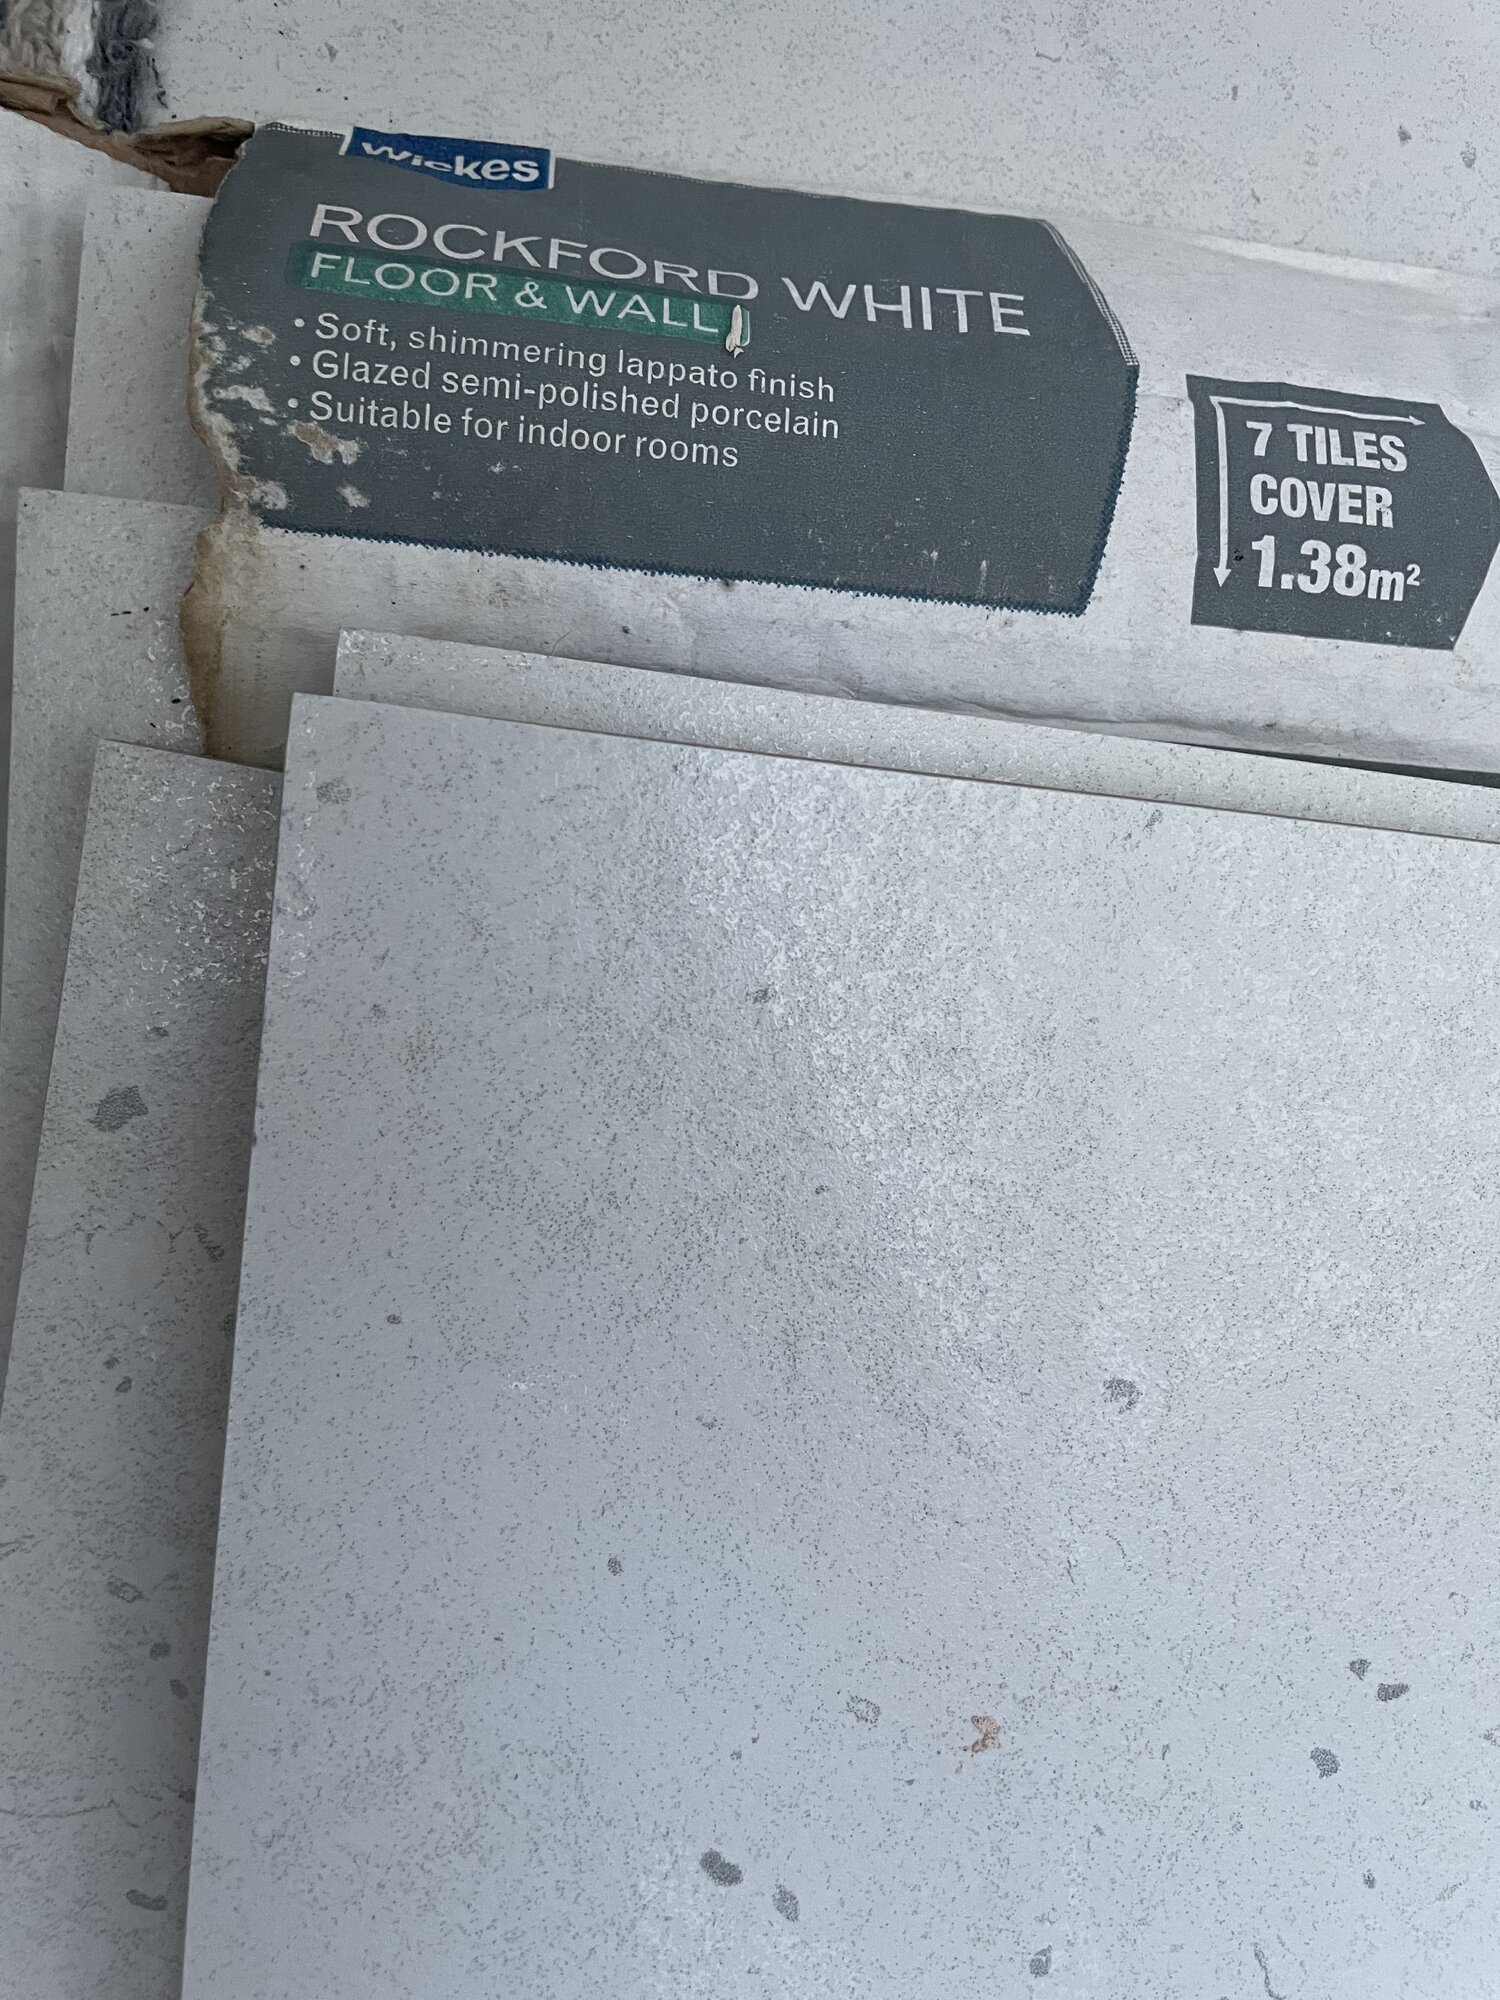 wickes
ROCKFORD WHITE
FLOOR & WALL
• Soft, shimmering lappato finish
• Glazed semi-polished porcelain
• Suitable for indoor rooms
7 TILES
COVER
1.38m²